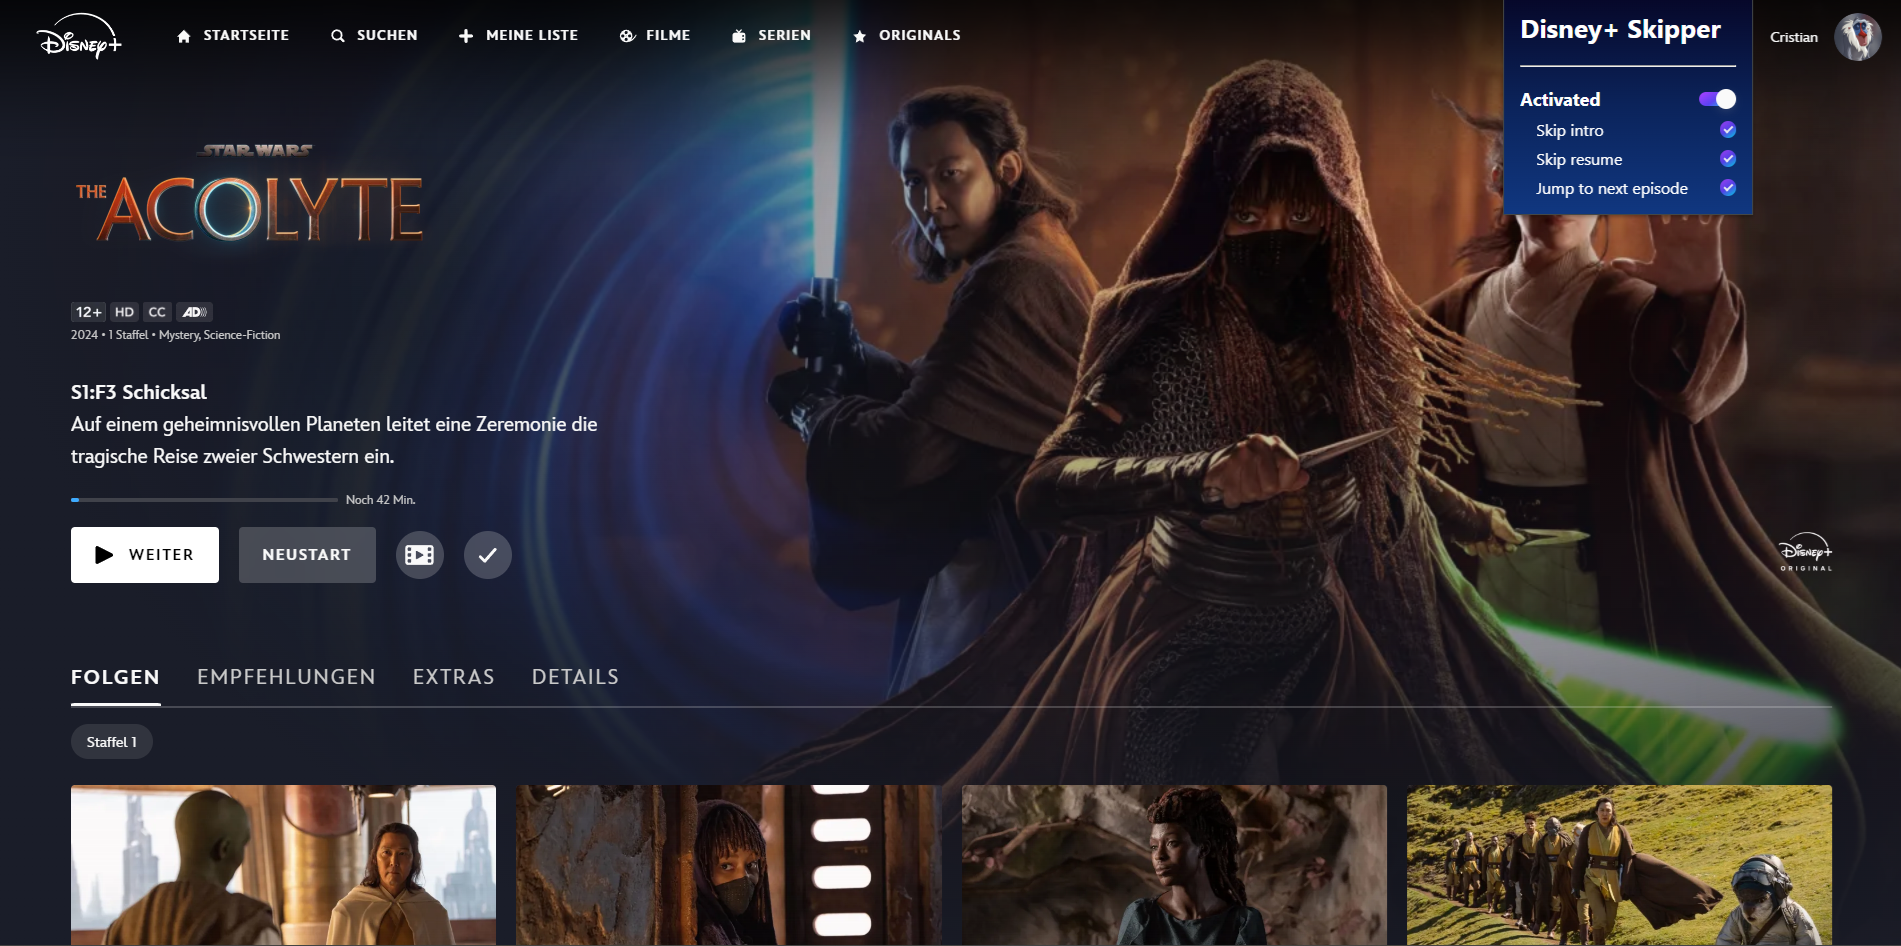 Disney+
STARTSEITE
SUCHEN
MEINE LISTE
FILME
SERIEN
ORIGINALS
Disney+ Skipper
Activated
Skip intro
Skip resume
Jump to next episode
Cristian
STAR WARS
THE ACOLYTE
12+ HD CC AD
2024 • 1 Staffel • Mystery, Science-Fiction
S1:F3 Schicksal
Auf einem geheimnisvollen Planeten leitet eine Zeremonie die
tragische Reise zweier Schwestern ein.
Noch 42 Min.
WEITER
NEUSTART
Disney+
ORIGINAL
FOLGEN
EMPFEHLUNGEN
EXTRAS
DETAILS
Staffel 1